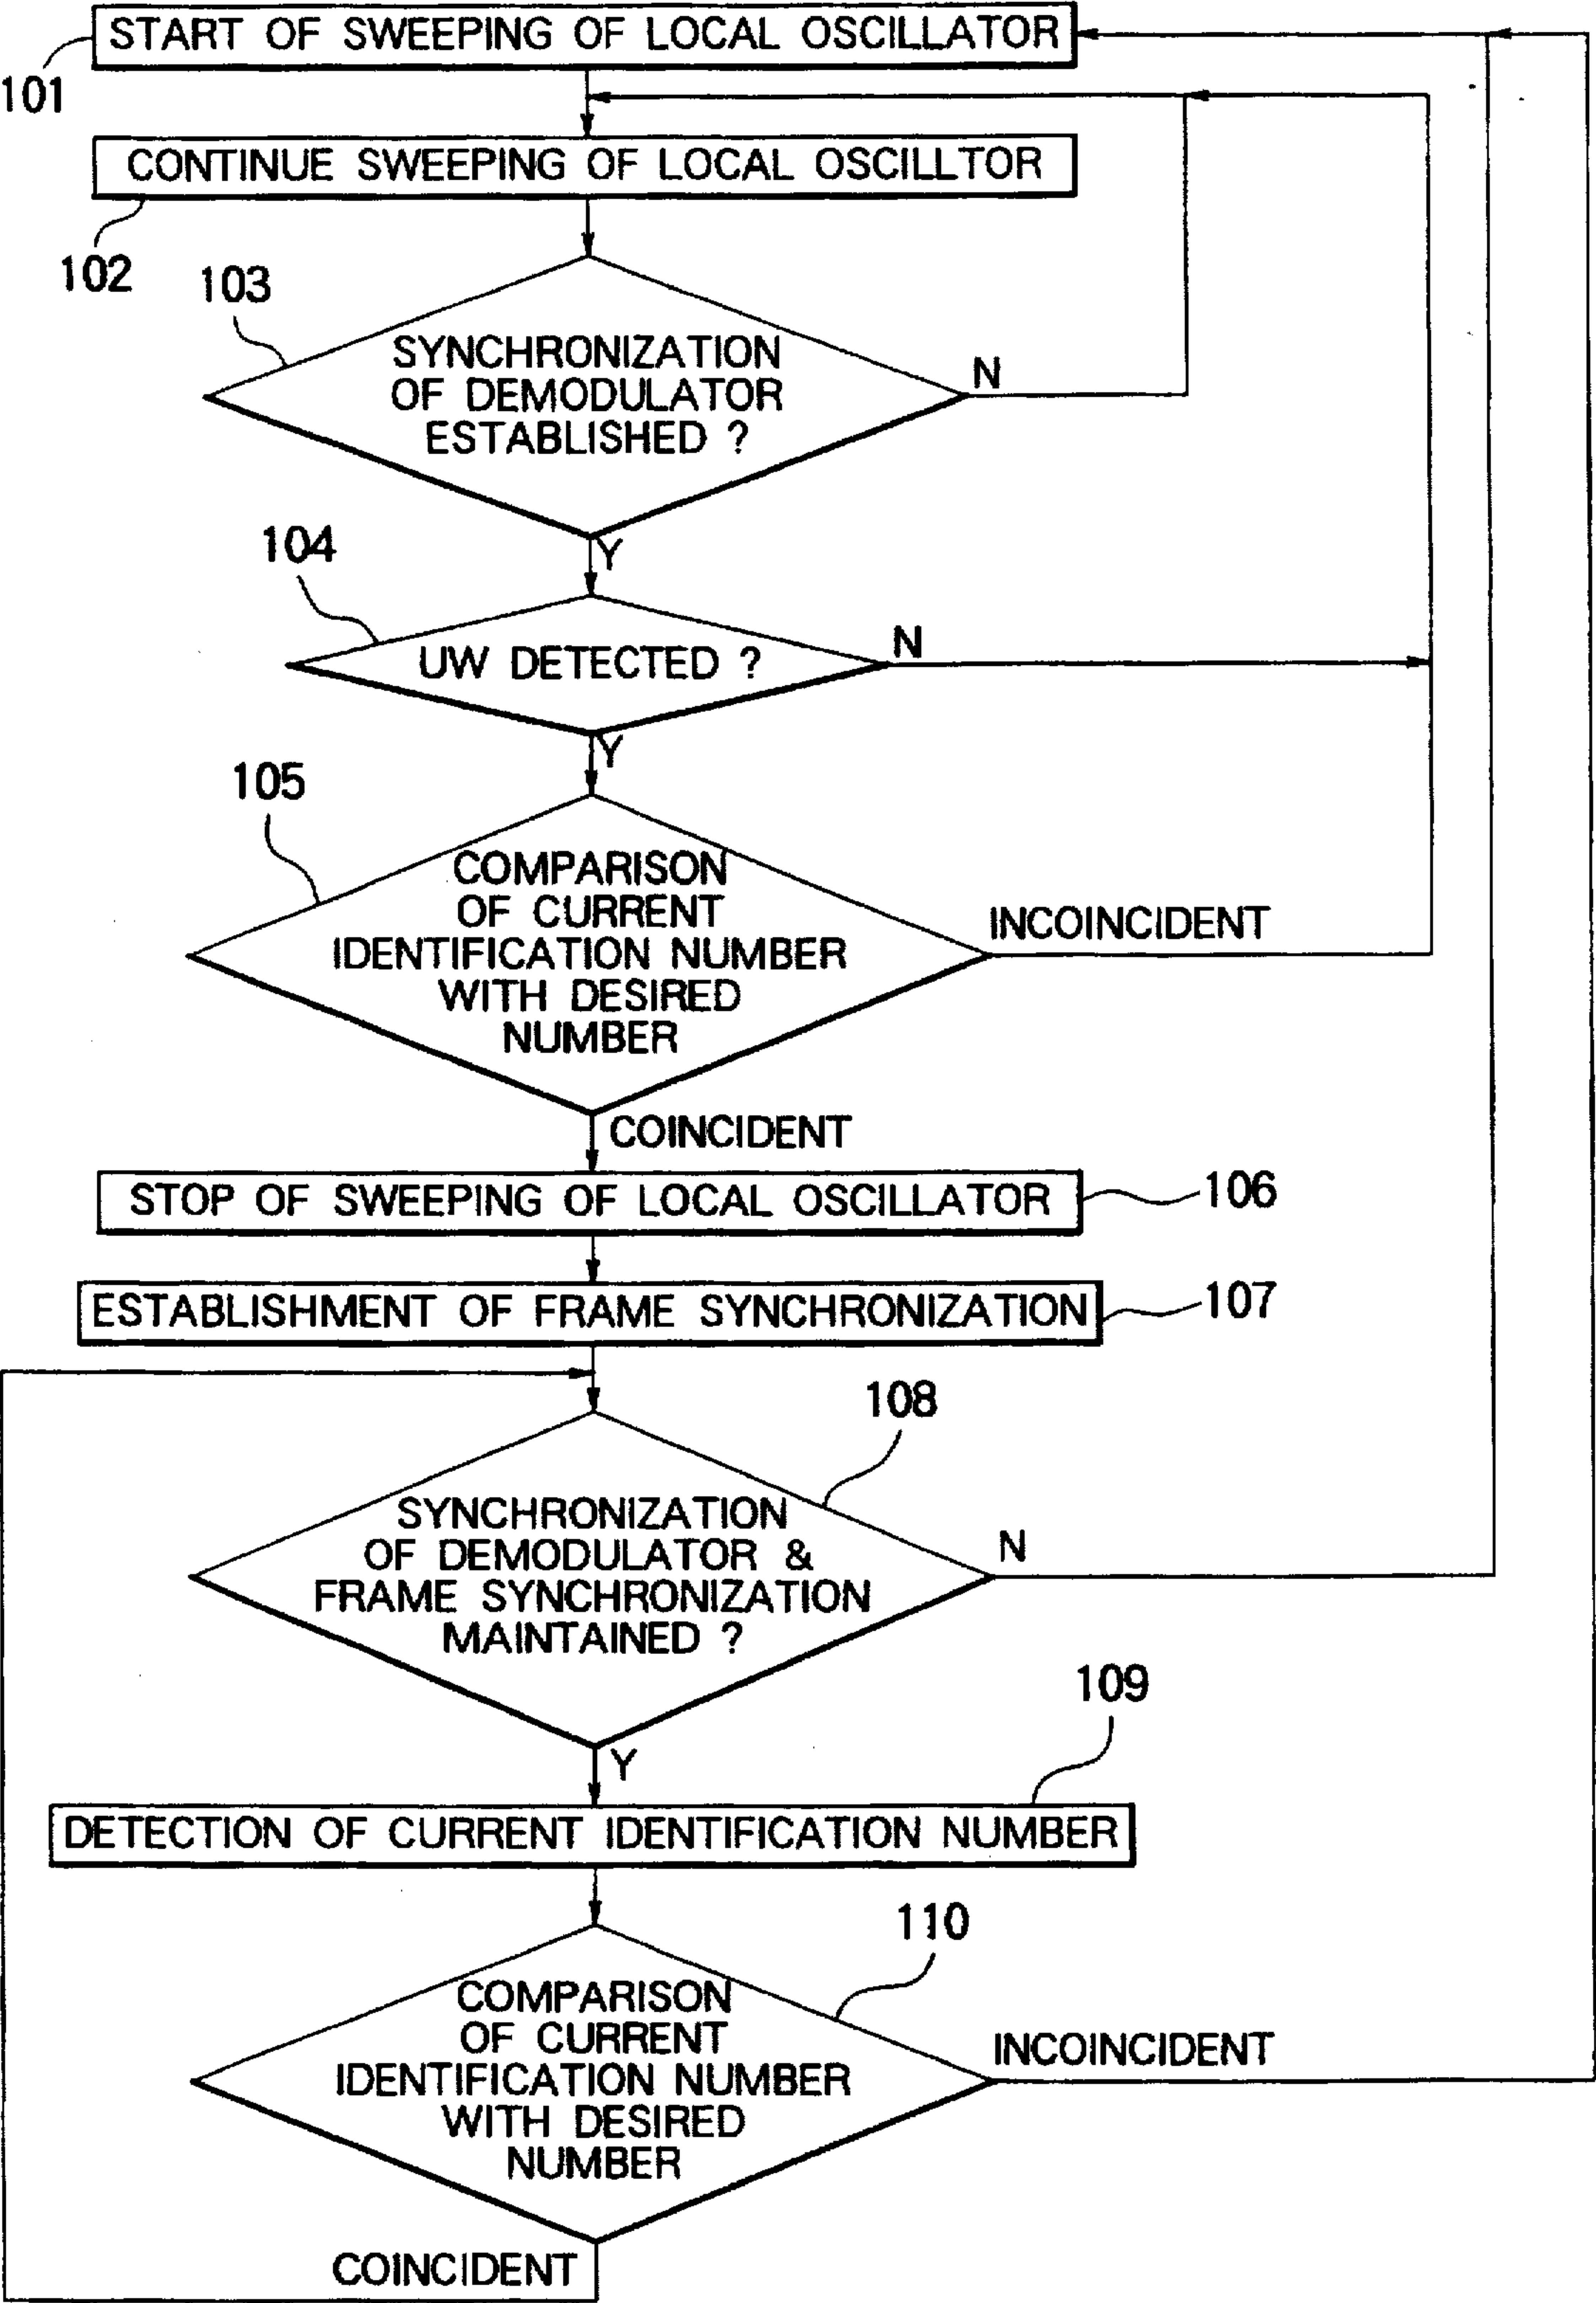 START OF SWEEPING OF LOCAL OSCILLATOR
101
CONTINUE SWEEPING OF LOCAL OSCILLTOR
102
103
SYNCHRONIZATION
OF DEMODULATOR
ESTABLISHED ?
N
Y
104
UW DETECTED ?
N
Y
105
COMPARISON
OF CURRENT
IDENTIFICATION NUMBER
WITH DESIRED
NUMBER
INCOINCIDENT
COINCIDENT
STOP OF SWEEPING OF LOCAL OSCILLATOR
106
ESTABLISHMENT OF FRAME SYNCHRONIZATION
107
108
SYNCHRONIZATION
OF DEMODULATOR &
FRAME SYNCHRONIZATION
MAINTAINED ?
N
Y
109
DETECTION OF CURRENT IDENTIFICATION NUMBER
110
COMPARISON
OF CURRENT
IDENTIFICATION NUMBER
WITH DESIRED
NUMBER
INCOINCIDENT
COINCIDENT